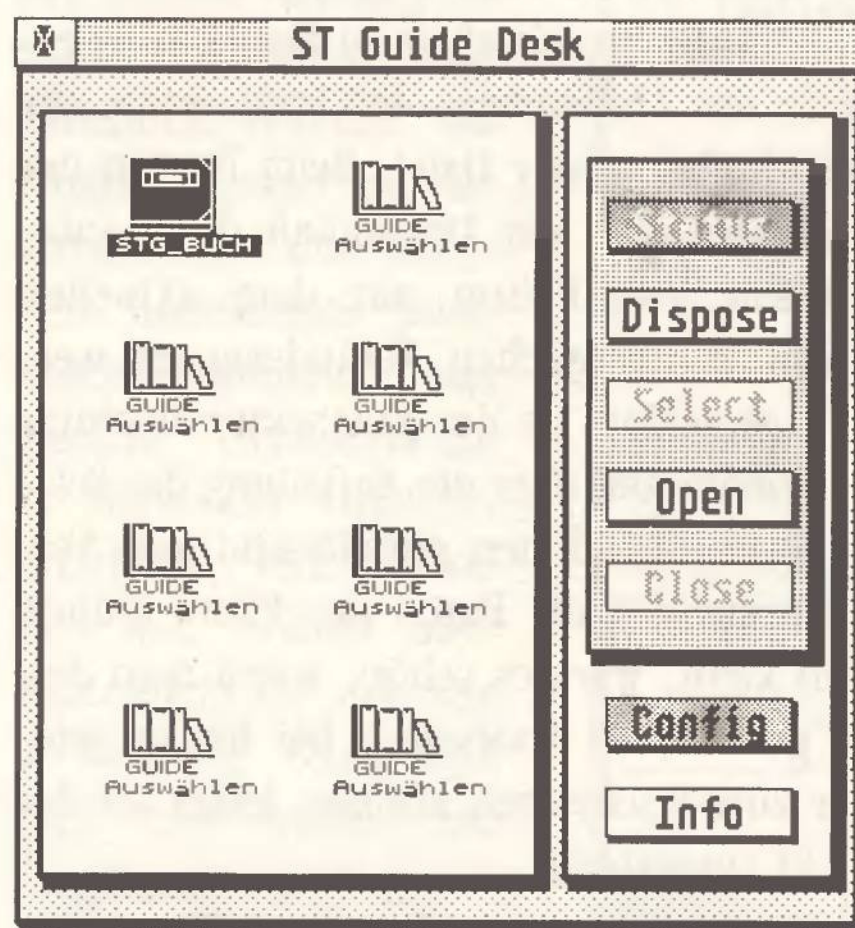 ST Guide Desk
STG_BUCH
GUIDE
Auswählen
GUIDE
Auswählen
GUIDE
Auswählen
GUIDE
Auswählen
GUIDE
Auswählen
GUIDE
Auswählen
GUIDE
Auswählen
Status
Dispose
Select
Open
Close
Config
Info